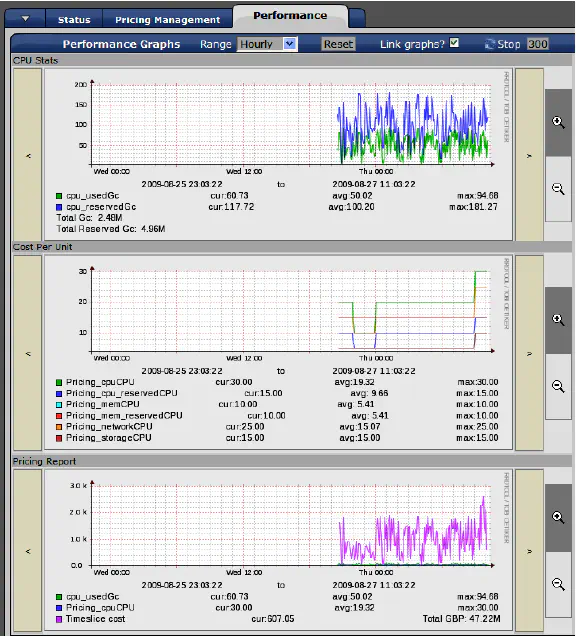 Status Pricing Management Performance
Performance Graphs Range Hourly Reset Link graphs? Stop 300
CPU Stats
200
150
100
50
Wed 00:00 Wed 12:00 Thu 00:00
2009-08-25 23:03:22 to 2009-08-27 11:03:22
cpu_usedGc cur:60.73 avg:50.02 max:94.68
cpu_reservedGc cur:117.72 avg:100.20 max:181.27
Total Gc: 2.48M
Total Reserved Gc: 4.96M
RRDTOOL / TOBI OETIKER
Cost Per Unit
30
20
10
Wed 00:00 Wed 12:00 Thu 00:00
2009-08-25 23:03:22 to 2009-08-27 11:03:22
Pricing_cpuCPU cur:30.00 avg:19.32 max:30.00
Pricing_cpu_reservedCPU cur:15.00 avg: 9.66 max:15.00
Pricing_memCPU cur:10.00 avg: 5.41 max:10.00
Pricing_mem_reservedCPU cur:10.00 avg: 5.41 max:10.00
Pricing_networkCPU cur:25.00 avg:15.07 max:25.00
Pricing_storageCPU cur:15.00 avg:15.00 max:15.00
RRDTOOL / TOBI OETIKER
Pricing Report
3.0 k
2.0 k
1.0 k
0.0
Wed 00:00 Wed 12:00 Thu 00:00
2009-08-25 23:03:22 to 2009-08-27 11:03:22
cpu_usedGc cur:60.73 avg:50.02 max:94.68
Pricing_cpuCPU cur:30.00 avg:19.32 max:30.00
Timeslice cost cur:607.05 Total GBP: 47.22M
RRDTOOL / TOBI OETIKER